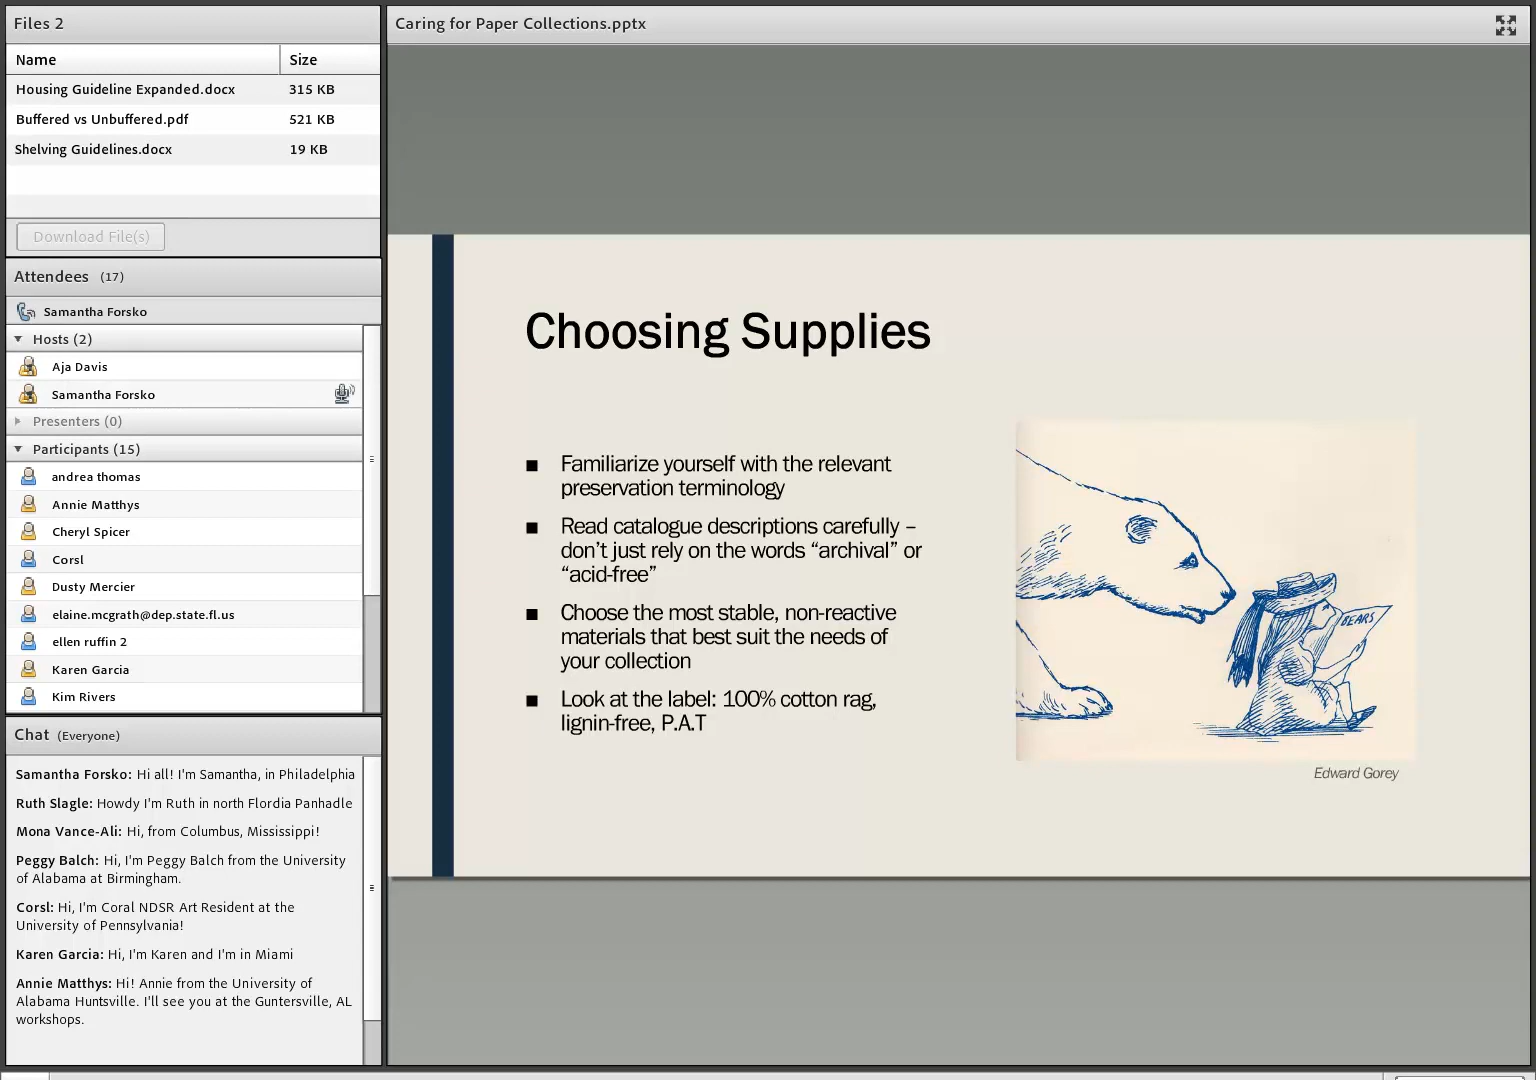 Files 2
Name Size
Housing Guideline Expanded.docx 315 KB
Buffered vs Unbuffered.pdf 521 KB
Shelving Guidelines.docx 19 KB
Download File(s)
Attendees (17)
Samantha Forsko
Hosts (2)
Aja Davis
Samantha Forsko
Presenters (0)
Participants (15)
andrea thomas
Annie Matthys
Cheryl Spicer
Corsl
Dusty Mercier
elaine.mcgrath@dep.state.fl.us
ellen ruffin 2
Karen Garcia
Kim Rivers
Chat (Everyone)
Samantha Forsko: Hi all! I'm Samantha, in Philadelphia
Ruth Slagle: Howdy I'm Ruth in north Flordia Panhadle
Mona Vance-Ali: Hi, from Columbus, Mississippi!
Peggy Balch: Hi, I'm Peggy Balch from the University
of Alabama at Birmingham.
Corsl: Hi, I'm Coral NDSR Art Resident at the
University of Pennsylvania!
Karen Garcia: Hi, I'm Karen and I'm in Miami
Annie Matthys: Hi! Annie from the University of
Alabama Huntsville. I'll see you at the Guntersville, AL
workshops.
Caring for Paper Collections.pptx
Choosing Supplies
■ Familiarize yourself with the relevant
preservation terminology
■ Read catalogue descriptions carefully –
don’t just rely on the words “archival” or
“acid-free”
■ Choose the most stable, non-reactive
materials that best suit the needs of
your collection
■ Look at the label: 100% cotton rag,
lignin-free, P.A.T
BEARS
Edward Gorey